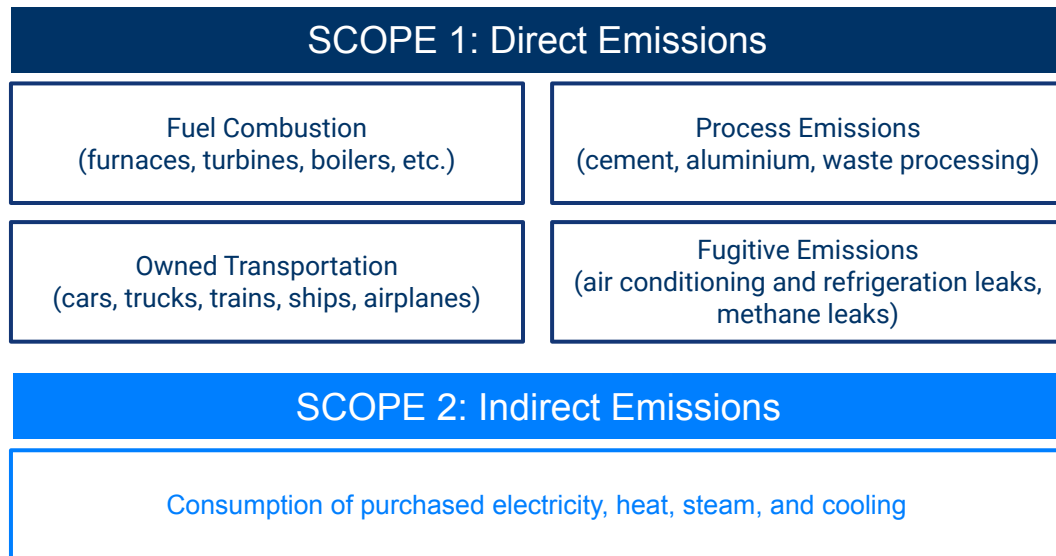 SCOPE 1: Direct Emissions
Fuel Combustion
(furnaces, turbines, boilers, etc.)
Process Emissions
(cement, aluminium, waste processing)
Owned Transportation
(cars, trucks, trains, ships, airplanes)
Fugitive Emissions
(air conditioning and refrigeration leaks,
methane leaks)
SCOPE 2: Indirect Emissions
Consumption of purchased electricity, heat, steam, and cooling